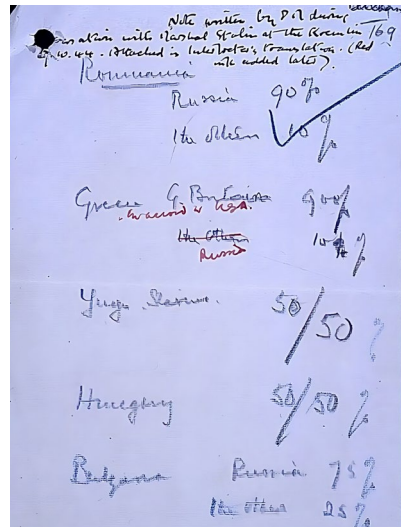 Note written by P.M during
conversation with Marshal Stalin at the Kremlin 169
9.10.44. Attached is Interpreter's translation. (Red
ink added later).
Roumania
Russia 90%
The others 10%
Greece G. Britain 90%
in accord w USA.
The others 10%
Russia
Yugo Slavia 50/50 %
Hungary 50/50 %
Bulgaria Russia 75%
The others 25%